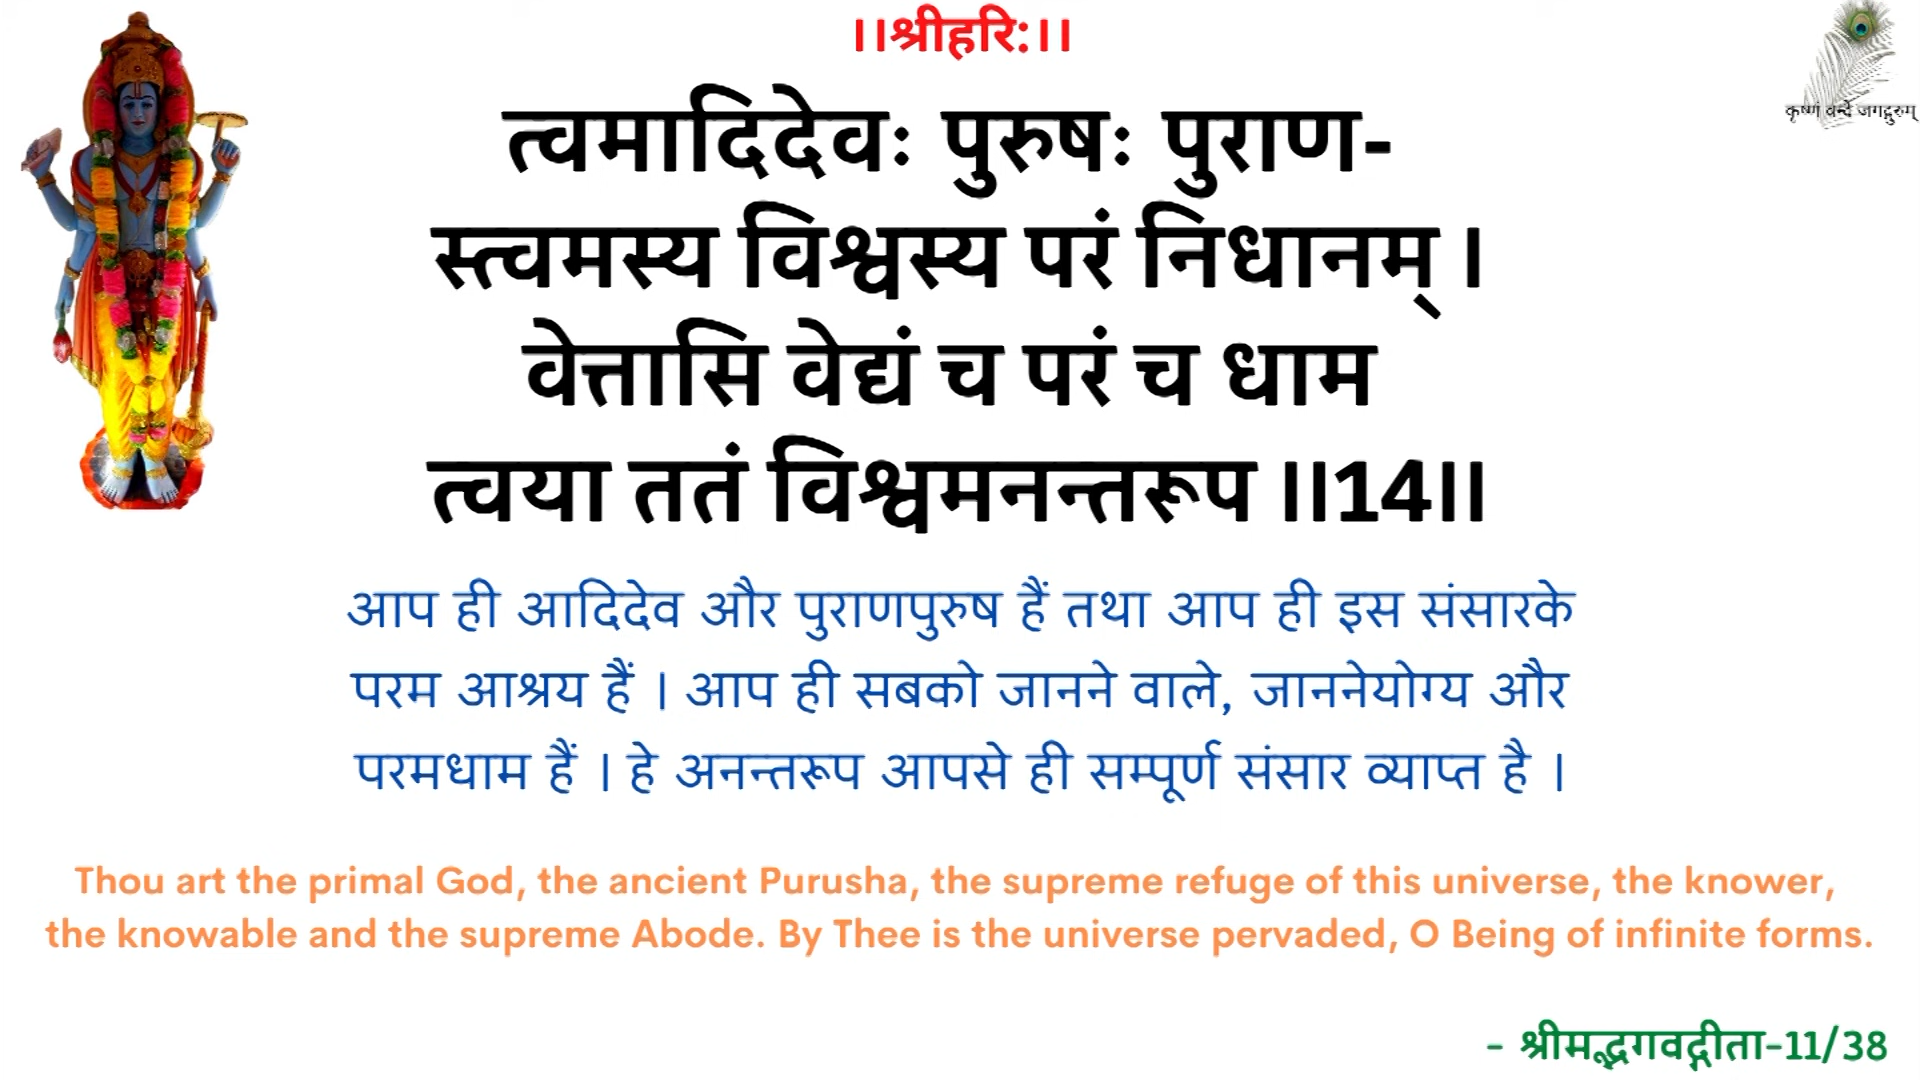 ।।श्रीहरि:।।
कृष्णं वन्दे जगद्गुरुम्
त्वमादिदेवः पुरुषः पुराण-
स्त्वमस्य विश्वस्य परं निधानम् ।
वेत्तासि वेद्यं च परं च धाम
त्वया ततं विश्वमनन्तरूप ।।14।।
आप ही आदिदेव और पुराणपुरुष हैं तथा आप ही इस संसारके
परम आश्रय हैं । आप ही सबको जानने वाले, जाननेयोग्य और
परमधाम हैं । हे अनन्तरूप आपसे ही सम्पूर्ण संसार व्याप्त है ।
Thou art the primal God, the ancient Purusha, the supreme refuge of this universe, the knower,
the knowable and the supreme Abode. By Thee is the universe pervaded, O Being of infinite forms.
- श्रीमद्भगवद्गीता-11/38